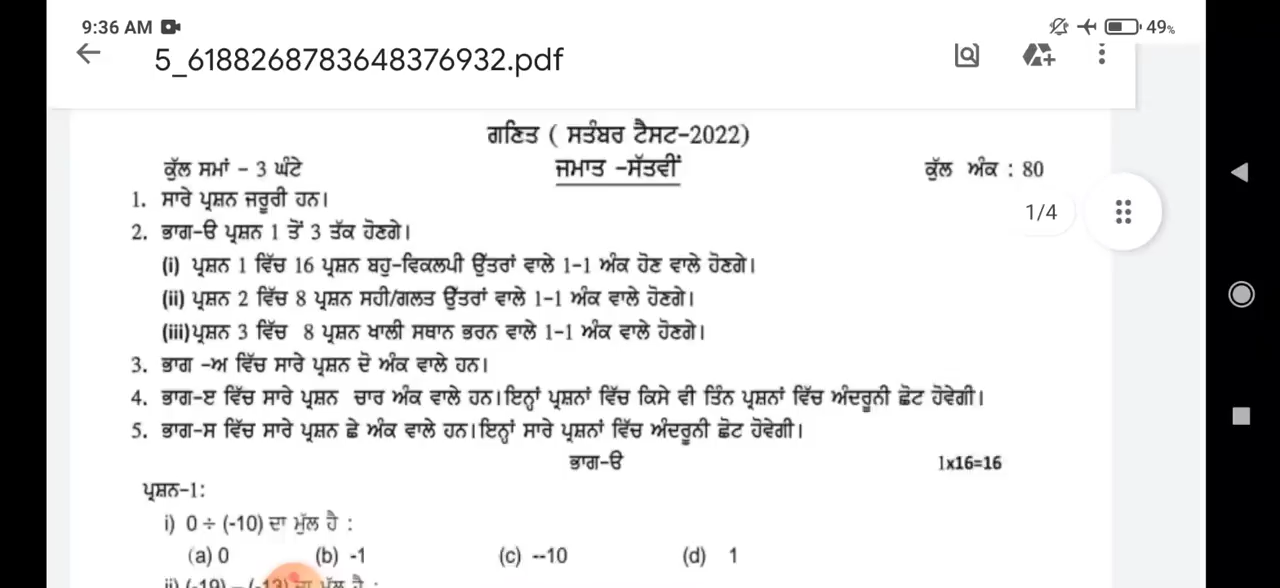 9:36 AM
49%
5_6188268783648376932.pdf
ਗਣਿਤ ( ਸਤੰਬਰ ਟੈਸਟ-2022)
ਕੁੱਲ ਸਮਾਂ - 3 ਘੰਟੇ ਜਮਾਤ -ਸੱਤਵੀਂ ਕੁੱਲ ਅੰਕ : 80
1. ਸਾਰੇ ਪ੍ਰਸ਼ਨ ਜਰੂਰੀ ਹਨ।
1/4
2. ਭਾਗ-ੳ ਪ੍ਰਸ਼ਨ 1 ਤੋਂ 3 ਤੱਕ ਹੋਣਗੇ।
(i) ਪ੍ਰਸ਼ਨ 1 ਵਿੱਚ 16 ਪ੍ਰਸ਼ਨ ਬਹੁ-ਵਿਕਲਪੀ ਉੱਤਰਾਂ ਵਾਲੇ 1-1 ਅੰਕ ਹੋਣ ਵਾਲੇ ਹੋਣਗੇ।
(ii) ਪ੍ਰਸ਼ਨ 2 ਵਿੱਚ 8 ਪ੍ਰਸ਼ਨ ਸਹੀ/ਗਲਤ ਉੱਤਰਾਂ ਵਾਲੇ 1-1 ਅੰਕ ਵਾਲੇ ਹੋਣਗੇ।
(iii)ਪ੍ਰਸ਼ਨ 3 ਵਿੱਚ 8 ਪ੍ਰਸ਼ਨ ਖਾਲੀ ਸਥਾਨ ਭਰਨ ਵਾਲੇ 1-1 ਅੰਕ ਵਾਲੇ ਹੋਣਗੇ।
3. ਭਾਗ -ਅ ਵਿੱਚ ਸਾਰੇ ਪ੍ਰਸ਼ਨ ਦੋ ਅੰਕ ਵਾਲੇ ਹਨ।
4. ਭਾਗ-ੲ ਵਿੱਚ ਸਾਰੇ ਪ੍ਰਸ਼ਨ ਚਾਰ ਅੰਕ ਵਾਲੇ ਹਨ।ਇਨ੍ਹਾਂ ਪ੍ਰਸ਼ਨਾਂ ਵਿੱਚ ਕਿਸੇ ਵੀ ਤਿੰਨ ਪ੍ਰਸ਼ਨਾਂ ਵਿੱਚ ਅੰਦਰੂਨੀ ਛੋਟ ਹੋਵੇਗੀ।
5. ਭਾਗ-ਸ ਵਿੱਚ ਸਾਰੇ ਪ੍ਰਸ਼ਨ ਛੇ ਅੰਕ ਵਾਲੇ ਹਨ।ਇਨ੍ਹਾਂ ਸਾਰੇ ਪ੍ਰਸ਼ਨਾਂ ਵਿੱਚ ਅੰਦਰੂਨੀ ਛੋਟ ਹੋਵੇਗੀ।
ਭਾਗ-ੳ 1x16=16
ਪ੍ਰਸ਼ਨ-1:
i) 0 ÷ (-10) ਦਾ ਮੁੱਲ ਹੈ :
(a) 0 (b) -1 (c) --10 (d) 1
ii) (-19) – (-13) ਦਾ ਮੁੱਲ ਹੈ :